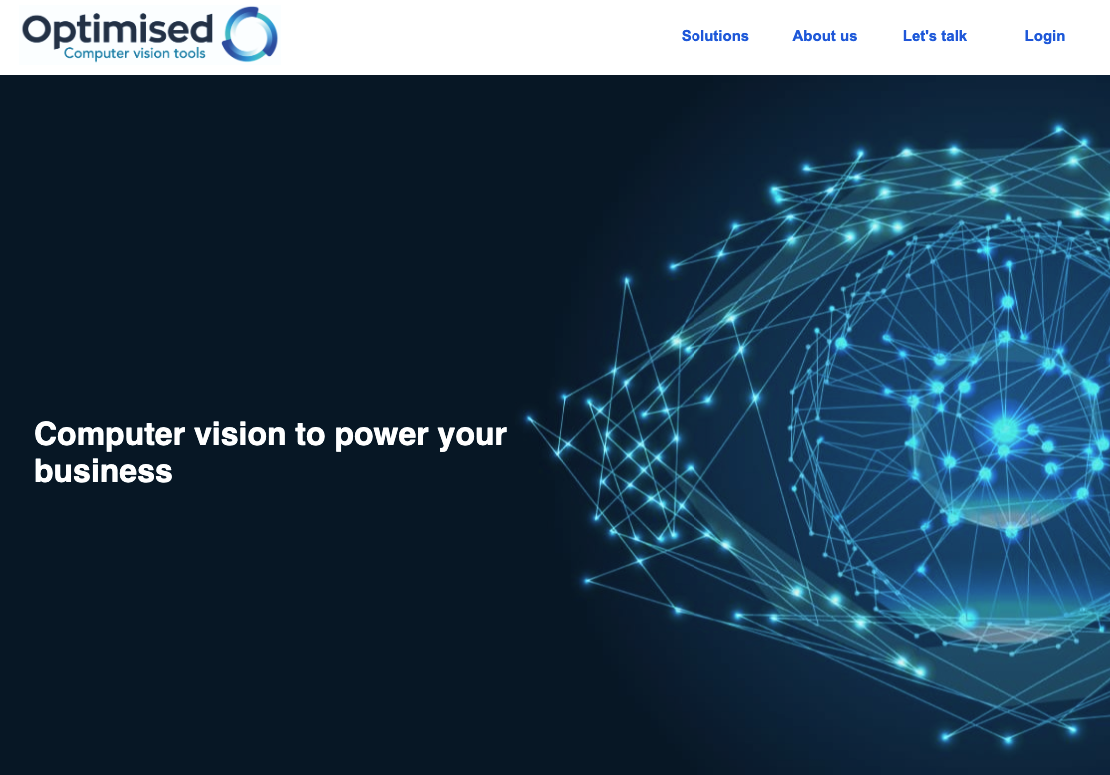 Optimised
Computer vision tools
Solutions About us Let's talk Login
Computer vision to power your
business